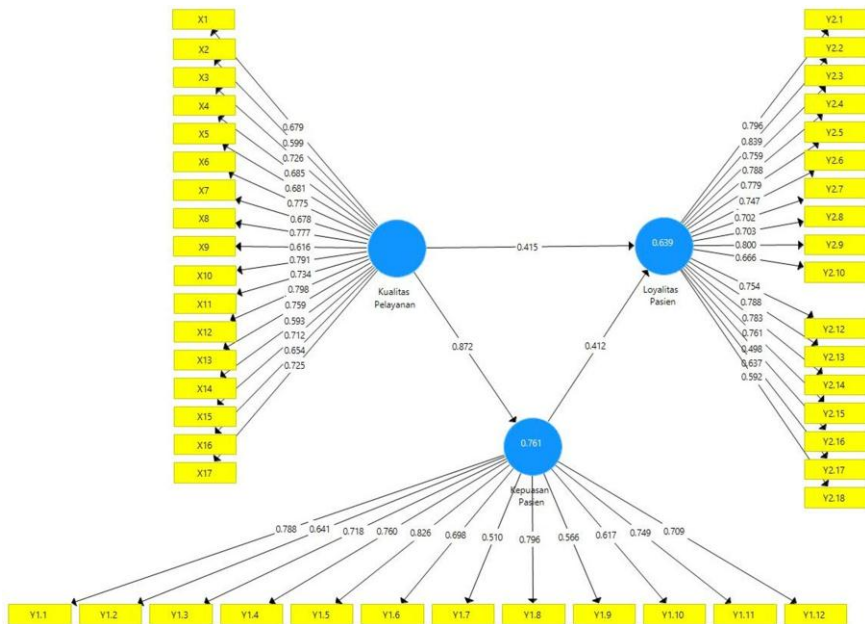 X1
X2
X3
X4
X5
X6
X7
X8
X9
X10
X11
X12
X13
X14
X15
X16
X17
0.679
0.599
0.726
0.685
0.681
0.775
0.678
0.777
0.616
0.791
0.734
0.798
0.759
0.593
0.712
0.654
0.725
Kualitas
Pelayanan
0.415
0.872
0.412
0.639
Loyalitas
Pasien
0.796
0.839
0.759
0.788
0.779
0.747
0.702
0.703
0.800
0.666
0.754
0.788
0.783
0.761
0.498
0.637
0.592
Y2.1
Y2.2
Y2.3
Y2.4
Y2.5
Y2.6
Y2.7
Y2.8
Y2.9
Y2.10
Y2.12
Y2.13
Y2.14
Y2.15
Y2.16
Y2.17
Y2.18
0.761
Kepuasan
Pasien
0.788
0.641
0.718
0.760
0.826
0.698
0.510
0.796
0.566
0.617
0.749
0.709
Y1.1
Y1.2
Y1.3
Y1.4
Y1.5
Y1.6
Y1.7
Y1.8
Y1.9
Y1.10
Y1.11
Y1.12